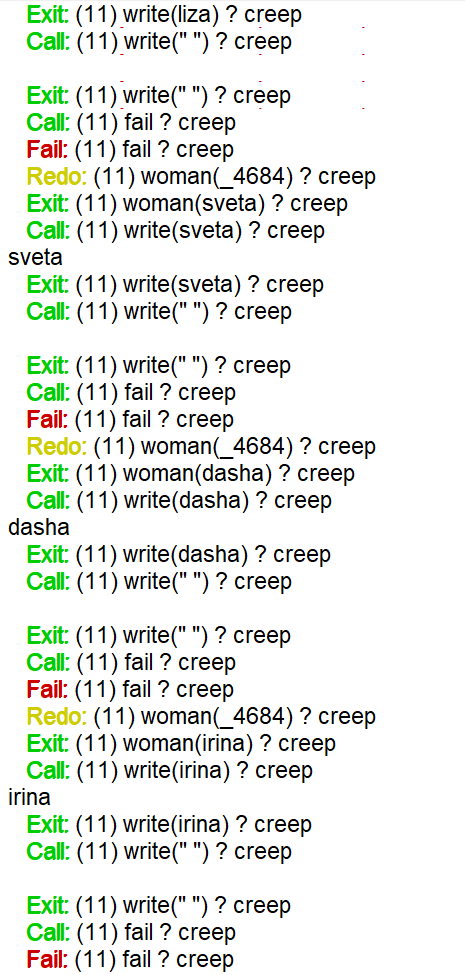 Exit: (11) write(liza) ? creep
Call: (11) write(" ") ? creep
Exit: (11) write(" ") ? creep
Call: (11) fail ? creep
Fail: (11) fail ? creep
Redo: (11) woman(_4684) ? creep
Exit: (11) woman(sveta) ? creep
Call: (11) write(sveta) ? creep
sveta
Exit: (11) write(sveta) ? creep
Call: (11) write(" ") ? creep
Exit: (11) write(" ") ? creep
Call: (11) fail ? creep
Fail: (11) fail ? creep
Redo: (11) woman(_4684) ? creep
Exit: (11) woman(dasha) ? creep
Call: (11) write(dasha) ? creep
dasha
Exit: (11) write(dasha) ? creep
Call: (11) write(" ") ? creep
Exit: (11) write(" ") ? creep
Call: (11) fail ? creep
Fail: (11) fail ? creep
Redo: (11) woman(_4684) ? creep
Exit: (11) woman(irina) ? creep
Call: (11) write(irina) ? creep
irina
Exit: (11) write(irina) ? creep
Call: (11) write(" ") ? creep
Exit: (11) write(" ") ? creep
Call: (11) fail ? creep
Fail: (11) fail ? creep